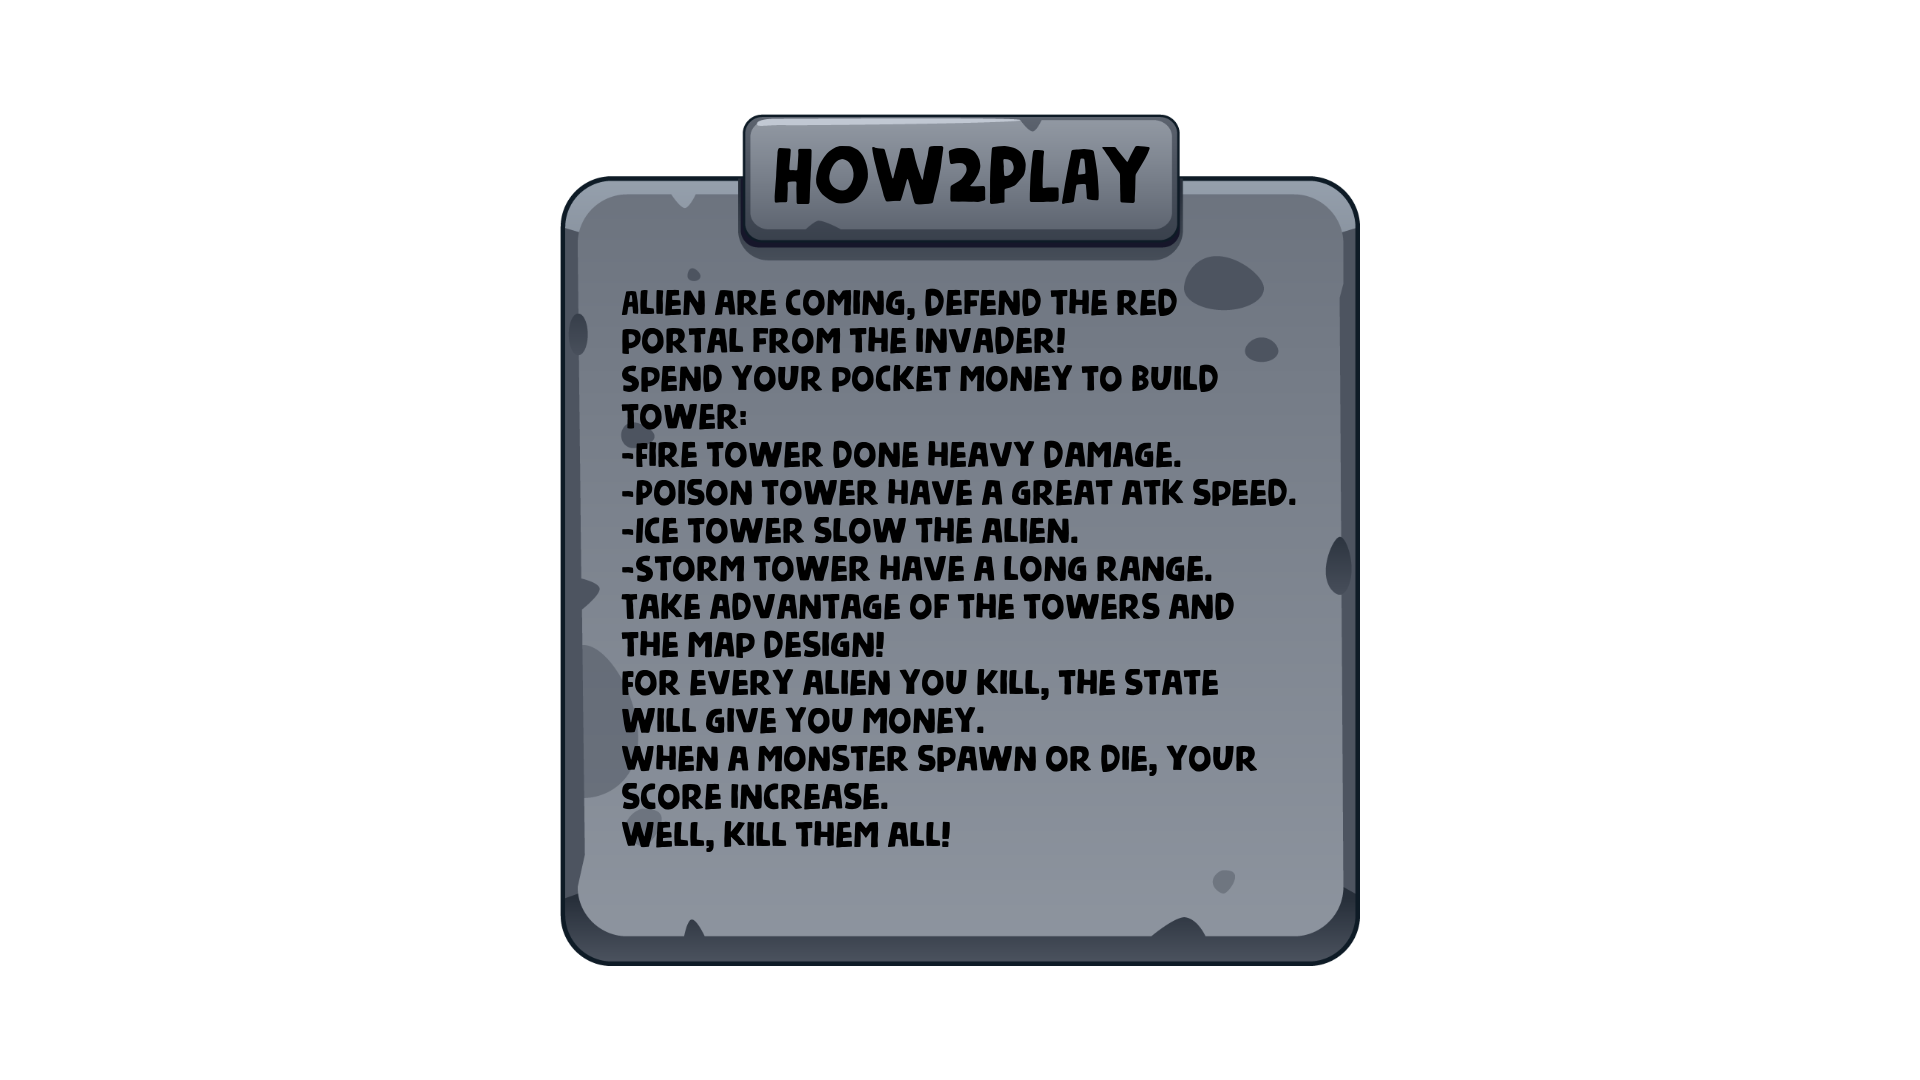 HOW2PLAY
ALIEN ARE COMING, DEFEND THE RED
PORTAL FROM THE INVADER!
SPEND YOUR POCKET MONEY TO BUILD
TOWER:
-FIRE TOWER DONE HEAVY DAMAGE.
-POISON TOWER HAVE A GREAT ATK SPEED.
-ICE TOWER SLOW THE ALIEN.
-STORM TOWER HAVE A LONG RANGE.
TAKE ADVANTAGE OF THE TOWERS AND
THE MAP DESIGN!
FOR EVERY ALIEN YOU KILL, THE STATE
WILL GIVE YOU MONEY.
WHEN A MONSTER SPAWN OR DIE, YOUR
SCORE INCREASE.
WELL, KILL THEM ALL!